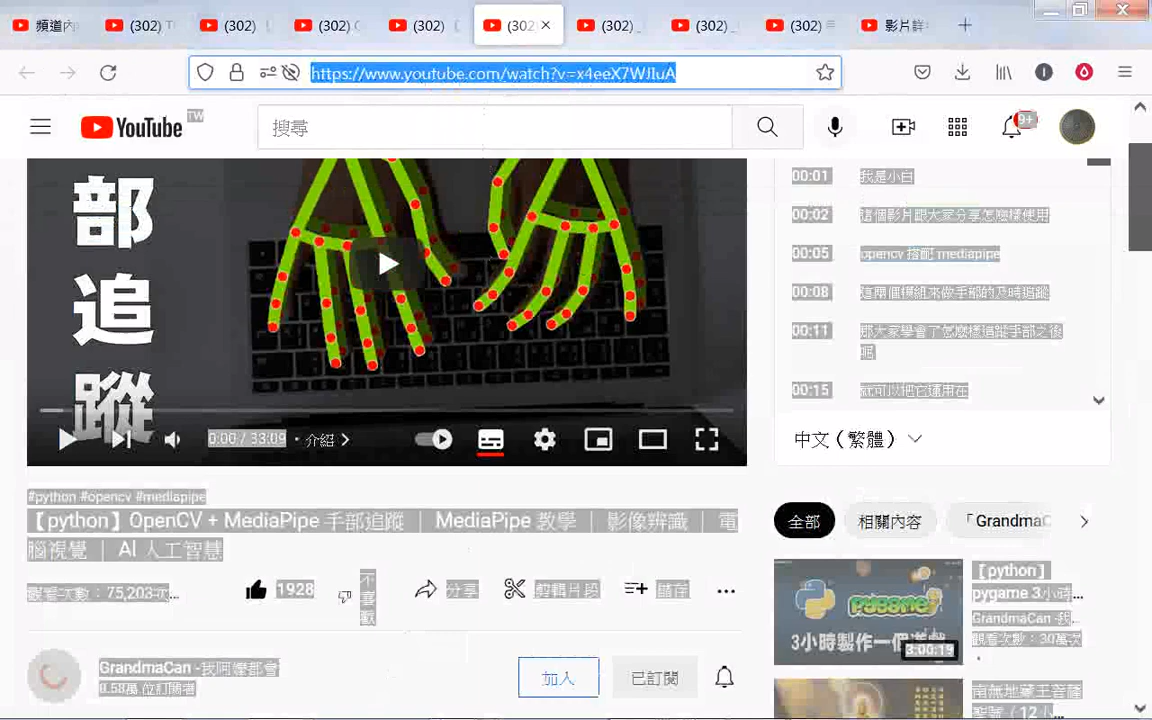 頻道內
(302)
(302)
(302)
(302)
(302)
(302)
(302)
(302)
影片詳
https://www.youtube.com/watch?v=x4eeX7WJIuA
YouTube TW
搜尋
9+
部
追
蹤
0:00 / 33:09 • 介紹
00:01 我是小白
00:02 這個影片跟大家分享怎麼樣使用
00:05 opencv 搭配 mediapipe
00:08 這兩個模組來做手部的及時追蹤
00:11 那大家學會了怎麼樣追蹤手部之後
呢
00:15 就可以把它運用在
中文（繁體）
#python #opencv #mediapipe
【python】OpenCV + MediaPipe 手部追蹤 ｜ MediaPipe 教學 ｜ 影像辨識 ｜ 電
腦視覺 ｜ AI 人工智慧
觀看次數：75,203次...
1928
不喜歡
分享
剪輯片段
儲存
GrandmaCan -我阿嬤都會
位訂閱者
加入
已訂閱
全部
相關內容
「GrandmaC
pygame
3小時製作一個遊戲
3:00:19
【python】
pygame 3小時...
GrandmaCan -我...
觀看次數：30萬次
南無地藏王菩薩
聖號（12 小...